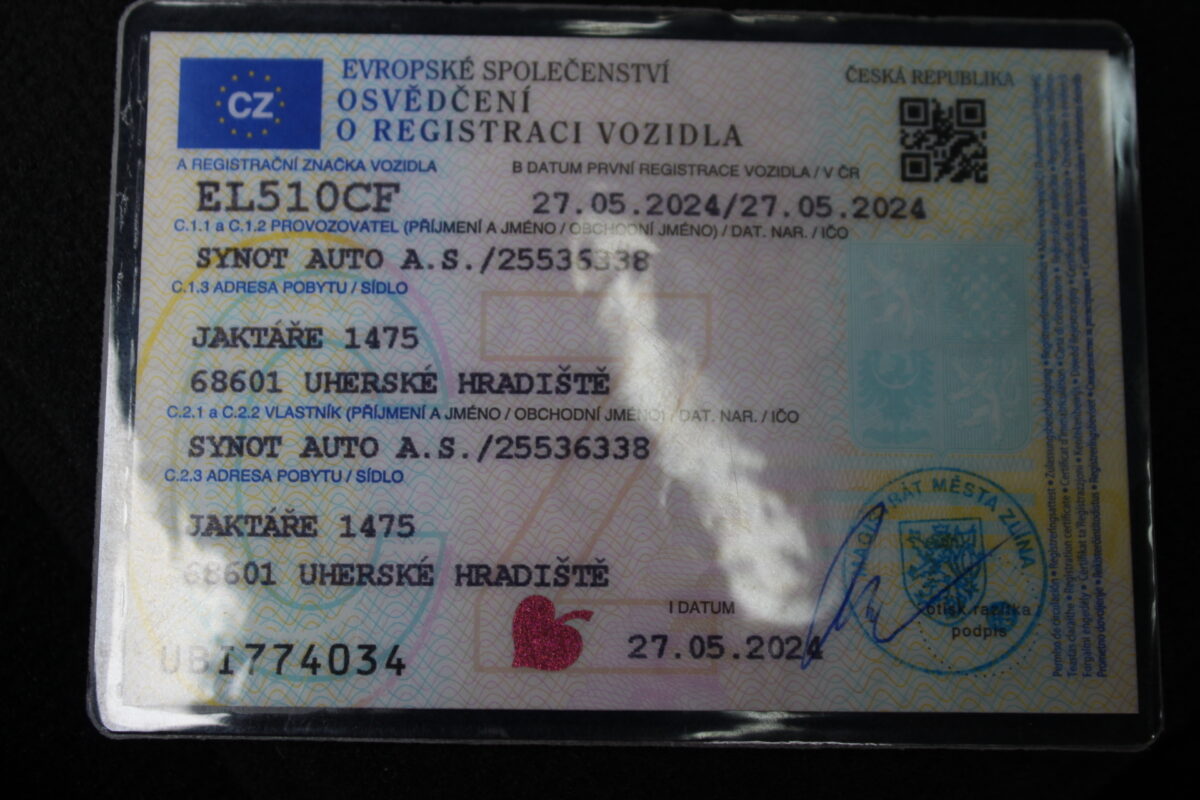 EVROPSKÉ SPOLEČENSTVÍ
ČESKÁ REPUBLIKA
CZ
OSVĚDČENÍ
O REGISTRACI VOZIDLA
A REGISTRAČNÍ ZNAČKA VOZIDLA
B DATUM PRVNÍ REGISTRACE VOZIDLA / V ČR
EL510CF
27.05.2024/27.05.2024
C.1.1 a C.1.2 PROVOZOVATEL (PŘÍJMENÍ A JMÉNO / OBCHODNÍ JMÉNO) / DAT. NAR. / IČO
SYNOT AUTO A.S./25536338
C.1.3 ADRESA POBYTU / SÍDLO
JAKTÁŘE 1475
68601 UHERSKÉ HRADIŠTĚ
C.2.1 a C.2.2 VLASTNÍK (PŘÍJMENÍ A JMÉNO / OBCHODNÍ JMÉNO) / DAT. NAR. / IČO
SYNOT AUTO A.S./25536338
C.2.3 ADRESA POBYTU / SÍDLO
JAKTÁŘE 1475
68601 UHERSKÉ HRADIŠTĚ
I DATUM
27.05.2024
UBI774034
MĚSTA ZLÍNA
otisk razítka
podpis